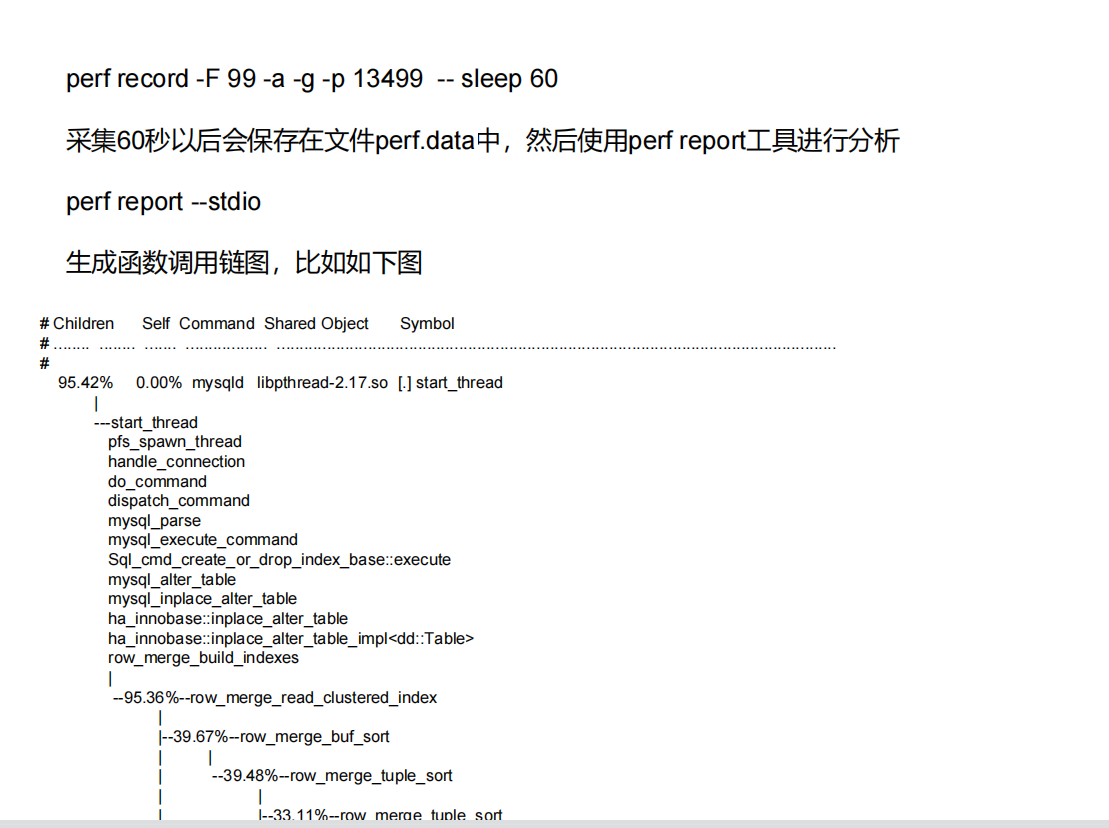 perf record -F 99 -a -g -p 13499  -- sleep 60
采集60秒以后会保存在文件perf.data中，然后使用perf report工具进行分析
perf report --stdio
生成函数调用链图，比如如下图
# Children      Self  Command  Shared Object       Symbol
# ........  ........  .......  .................  ........................................................................................................................
#
    95.42%     0.00%  mysqld   libpthread-2.17.so  [.] start_thread
            |
            ---start_thread
               pfs_spawn_thread
               handle_connection
               do_command
               dispatch_command
               mysql_parse
               mysql_execute_command
               Sql_cmd_create_or_drop_index_base::execute
               mysql_alter_table
               mysql_inplace_alter_table
               ha_innobase::inplace_alter_table
               ha_innobase::inplace_alter_table_impl<dd::Table>
               row_merge_build_indexes
               |
                --95.36%--row_merge_read_clustered_index
                          |
                          |--39.67%--row_merge_buf_sort
                          |          |
                          |           --39.48%--row_merge_tuple_sort
                          |                     |
                          |                     |--33.11%--row_merge_tuple_sort